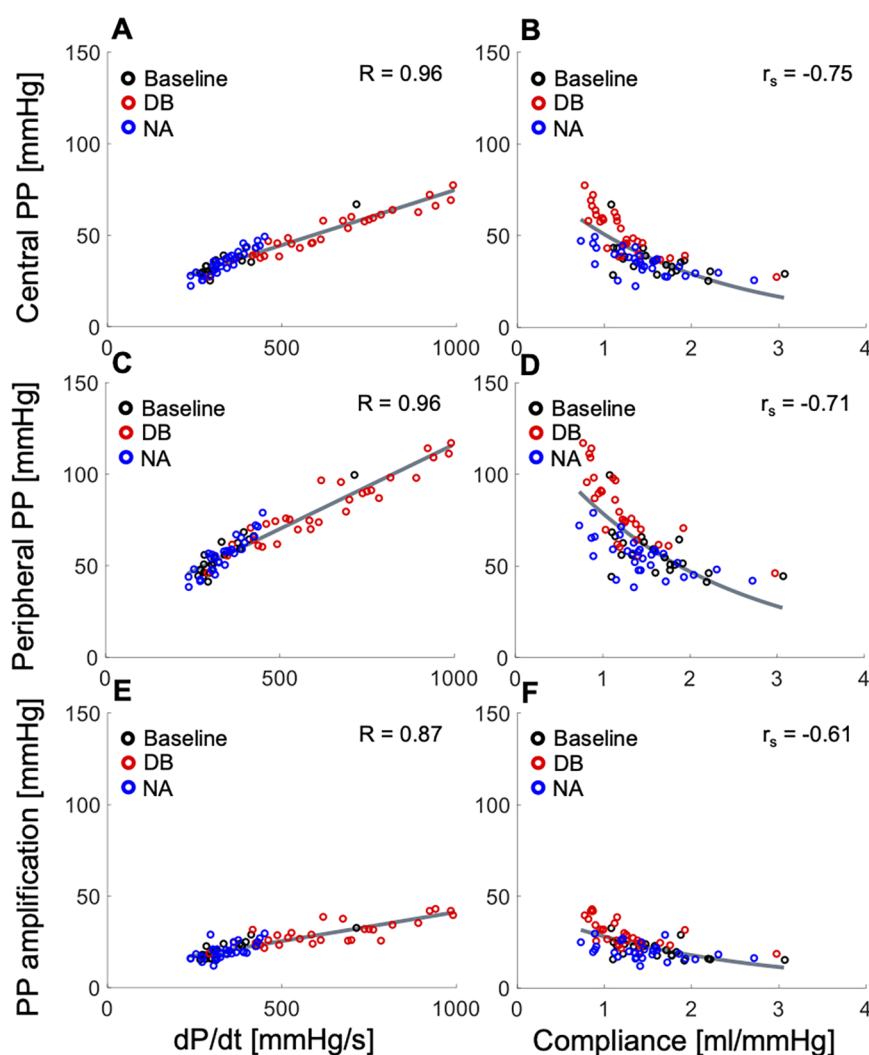 A
B
150
Baseline
R = 0.96
DB
NA
100
50
0
0
500
1000
Central PP [mmHg]
150
Baseline
rs = -0.75
DB
NA
100
50
0
0
1
2
3
4
C
D
150
Baseline
R = 0.96
DB
NA
100
50
0
0
500
1000
Peripheral PP [mmHg]
150
Baseline
rs = -0.71
DB
NA
100
50
0
0
1
2
3
4
E
F
150
Baseline
R = 0.87
DB
NA
100
50
0
0
500
1000
PP amplification [mmHg]
dP/dt [mmHg/s]
150
Baseline
rs = -0.61
DB
NA
100
50
0
0
1
2
3
4
Compliance [ml/mmHg]